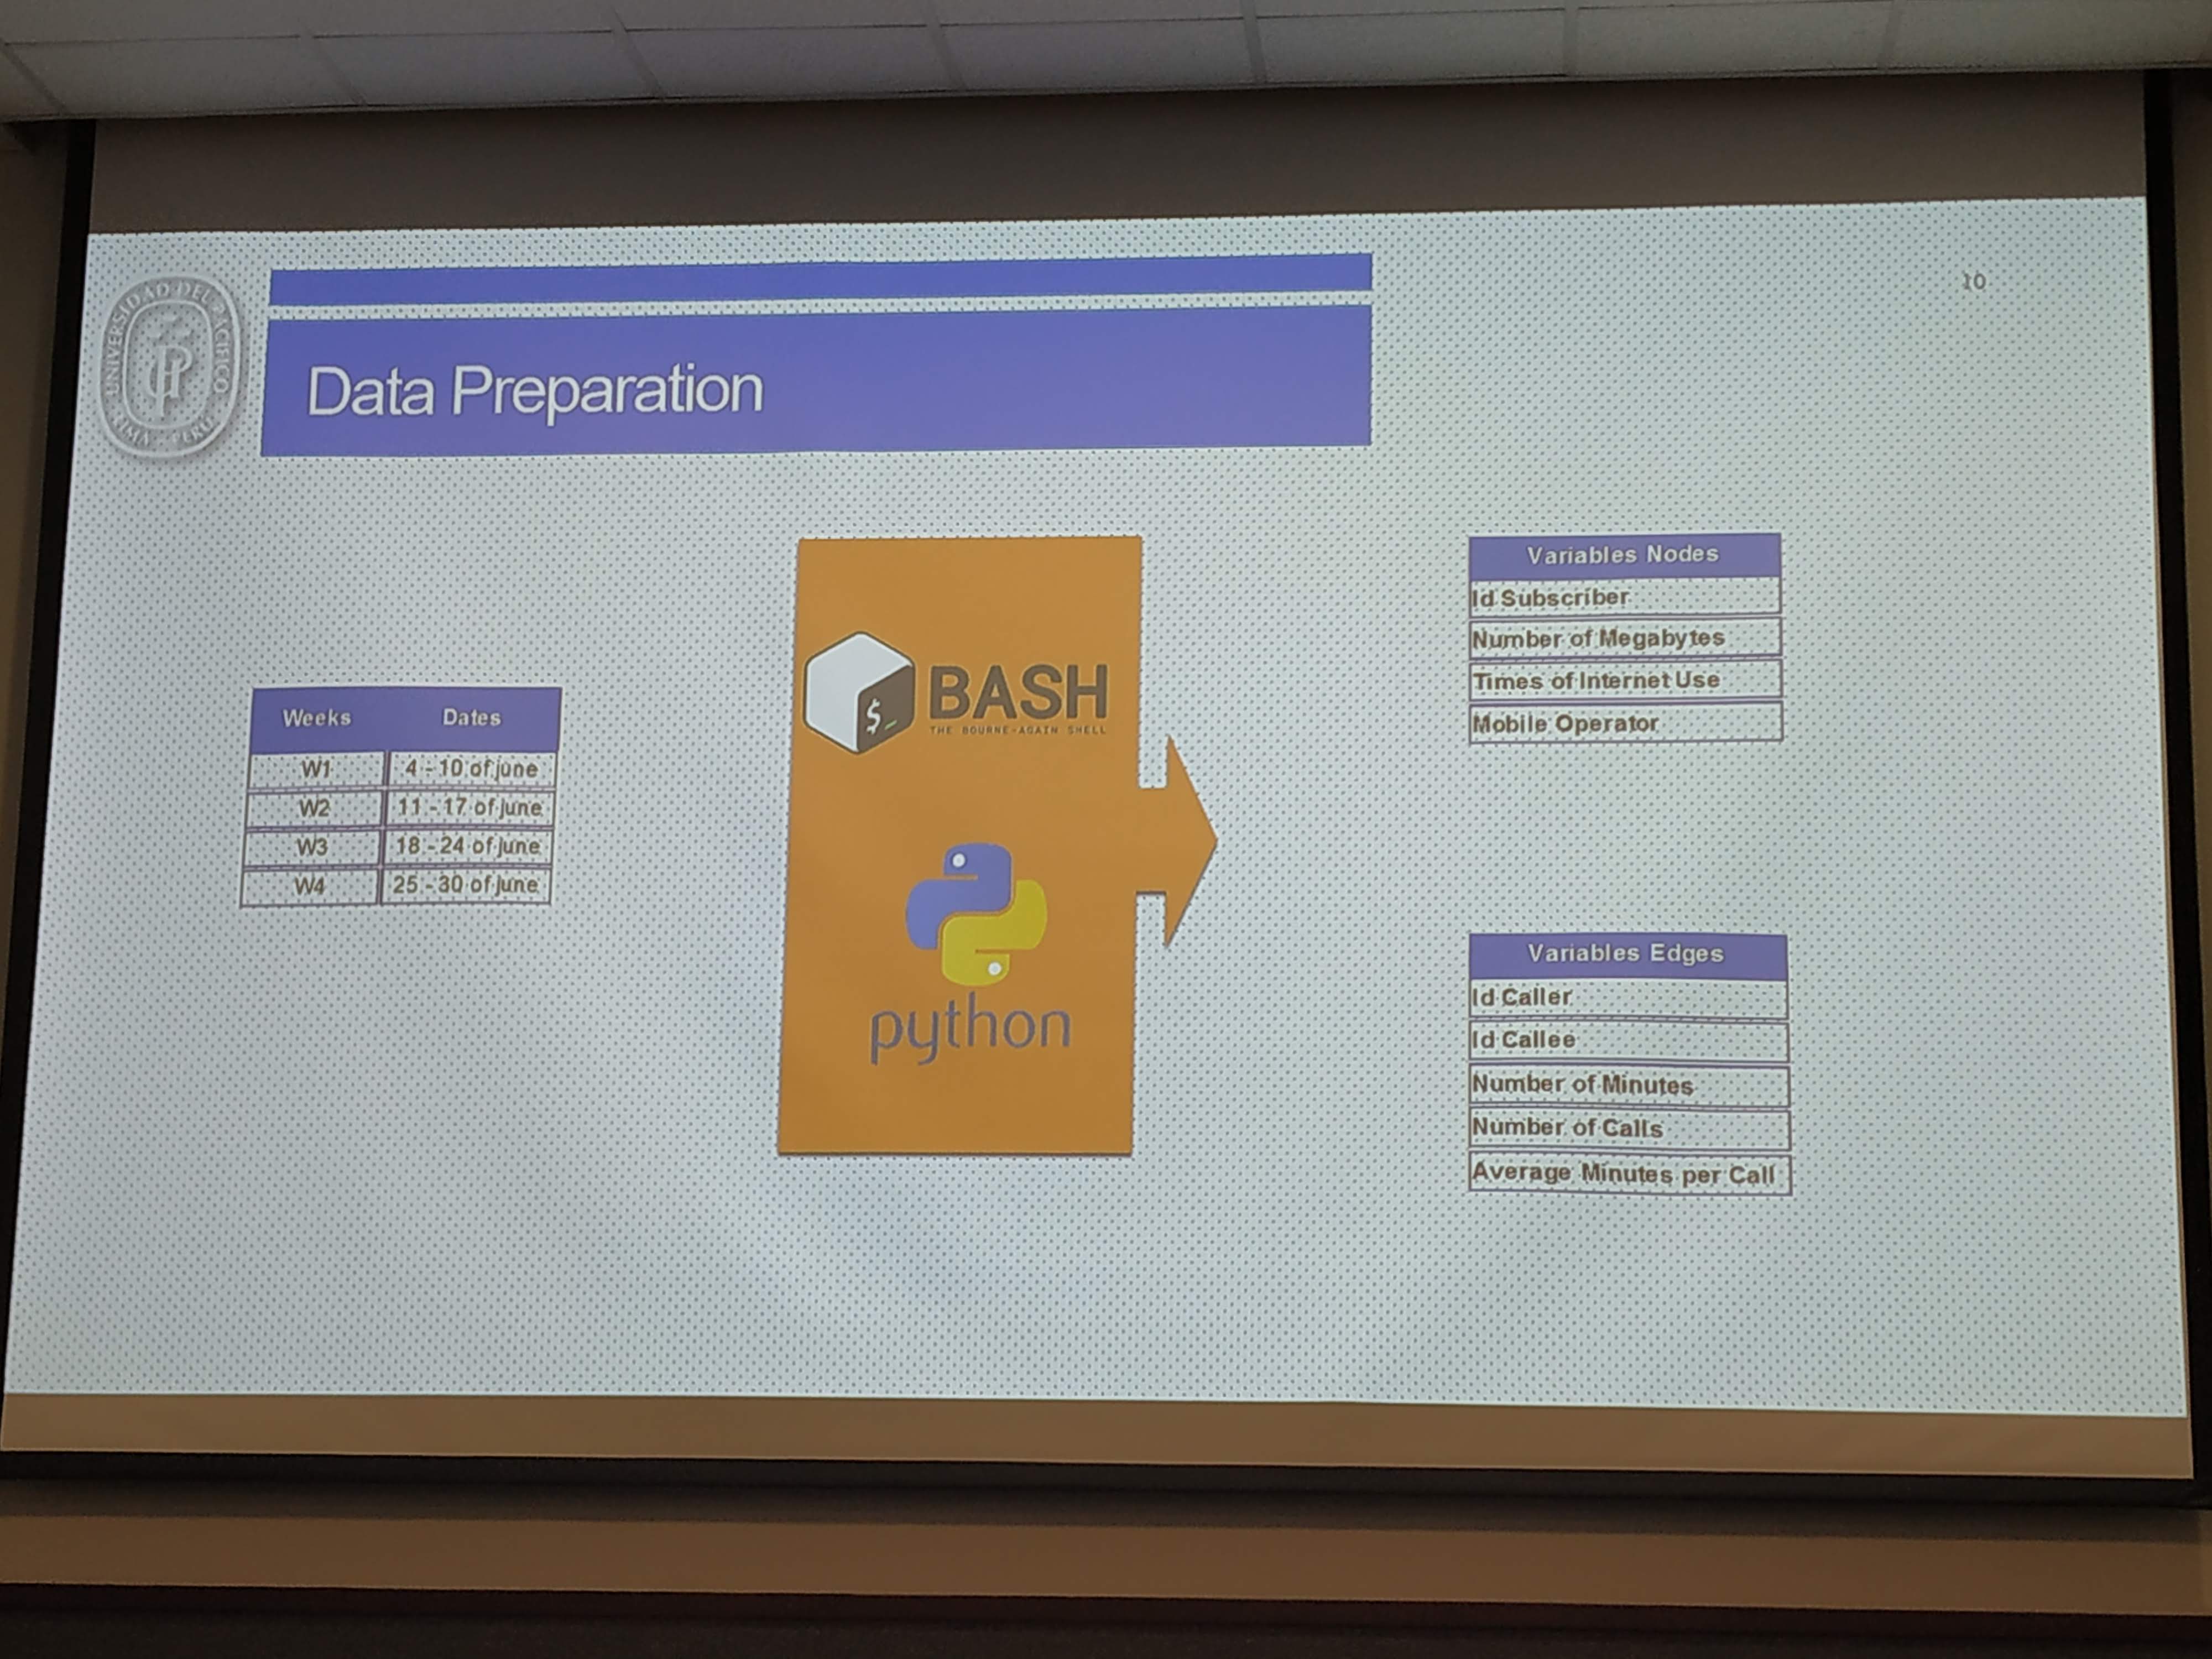 10
UNIVERSIDAD DEL PACIFICO
LIMA - PERU
Data Preparation
Weeks Dates
W1 4 - 10 of june
W2 11 - 17 of june
W3 18 - 24 of june
W4 25 - 30 of june
$_
BASH
THE BOURNE-AGAIN SHELL
python
Variables Nodes
Id Subscriber
Number of Megabytes
Times of Internet Use
Mobile Operator
Variables Edges
Id Caller
Id Callee
Number of Minutes
Number of Calls
Average Minutes per Call